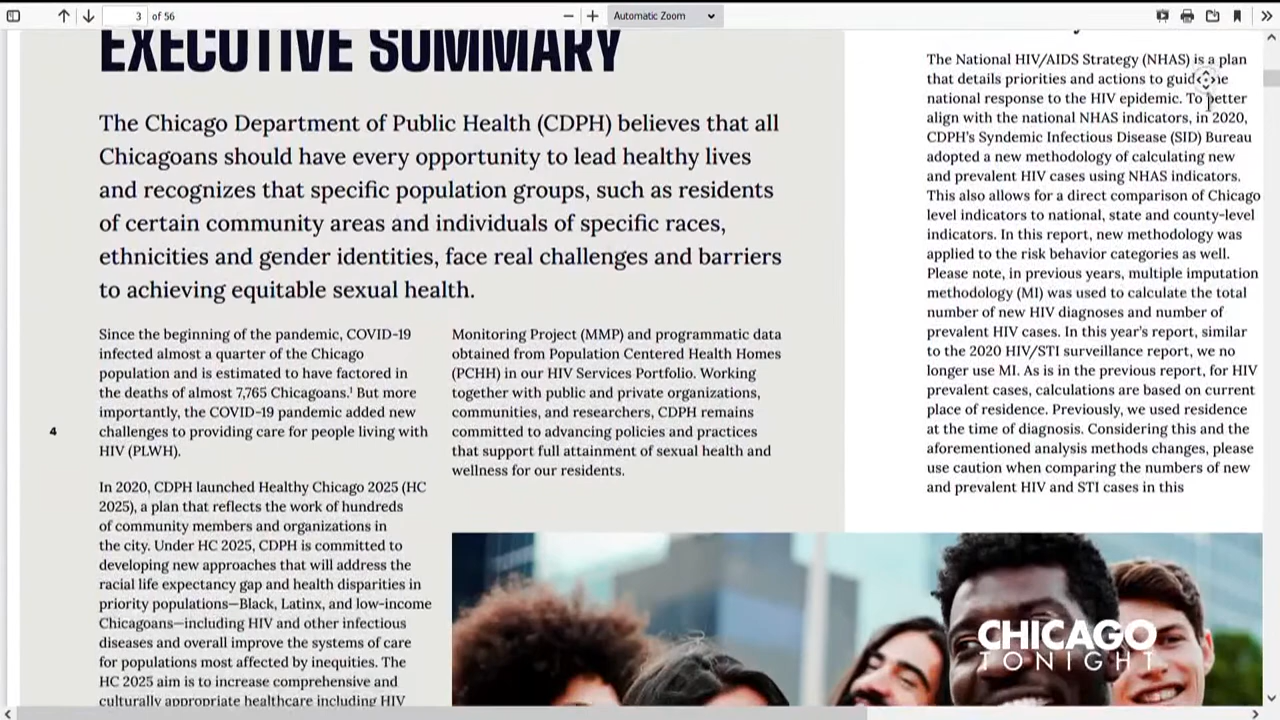 3 of 56
Automatic Zoom
EXECUTIVE SUMMARY
The Chicago Department of Public Health (CDPH) believes that all
Chicagoans should have every opportunity to lead healthy lives
and recognizes that specific population groups, such as residents
of certain community areas and individuals of specific races,
ethnicities and gender identities, face real challenges and barriers
to achieving equitable sexual health.
Since the beginning of the pandemic, COVID-19
infected almost a quarter of the Chicago
population and is estimated to have factored in
the deaths of almost 7,765 Chicagoans.¹ But more
importantly, the COVID-19 pandemic added new
challenges to providing care for people living with
HIV (PLWH).
4
In 2020, CDPH launched Healthy Chicago 2025 (HC
2025), a plan that reflects the work of hundreds
of community members and organizations in
the city. Under HC 2025, CDPH is committed to
developing new approaches that will address the
racial life expectancy gap and health disparities in
priority populations—Black, Latinx, and low-income
Chicagoans—including HIV and other infectious
diseases and overall improve the systems of care
for populations most affected by inequities. The
HC 2025 aim is to increase comprehensive and
culturally appropriate healthcare including HIV
Monitoring Project (MMP) and programmatic data
obtained from Population Centered Health Homes
(PCHH) in our HIV Services Portfolio. Working
together with public and private organizations,
communities, and researchers, CDPH remains
committed to advancing policies and practices
that support full attainment of sexual health and
wellness for our residents.
The National HIV/AIDS Strategy (NHAS) is a plan
that details priorities and actions to guide the
national response to the HIV epidemic. To better
align with the national NHAS indicators, in 2020,
CDPH's Syndemic Infectious Disease (SID) Bureau
adopted a new methodology of calculating new
and prevalent HIV cases using NHAS indicators.
This also allows for a direct comparison of Chicago
level indicators to national, state and county-level
indicators. In this report, new methodology was
applied to the risk behavior categories as well.
Please note, in previous years, multiple imputation
methodology (MI) was used to calculate the total
number of new HIV diagnoses and number of
prevalent HIV cases. In this year's report, similar
to the 2020 HIV/STI surveillance report, we no
longer use MI. As is in the previous report, for HIV
prevalent cases, calculations are based on current
place of residence. Previously, we used residence
at the time of diagnosis. Considering this and the
aforementioned analysis methods changes, please
use caution when comparing the numbers of new
and prevalent HIV and STI cases in this
CHICAGO
TONIGHT